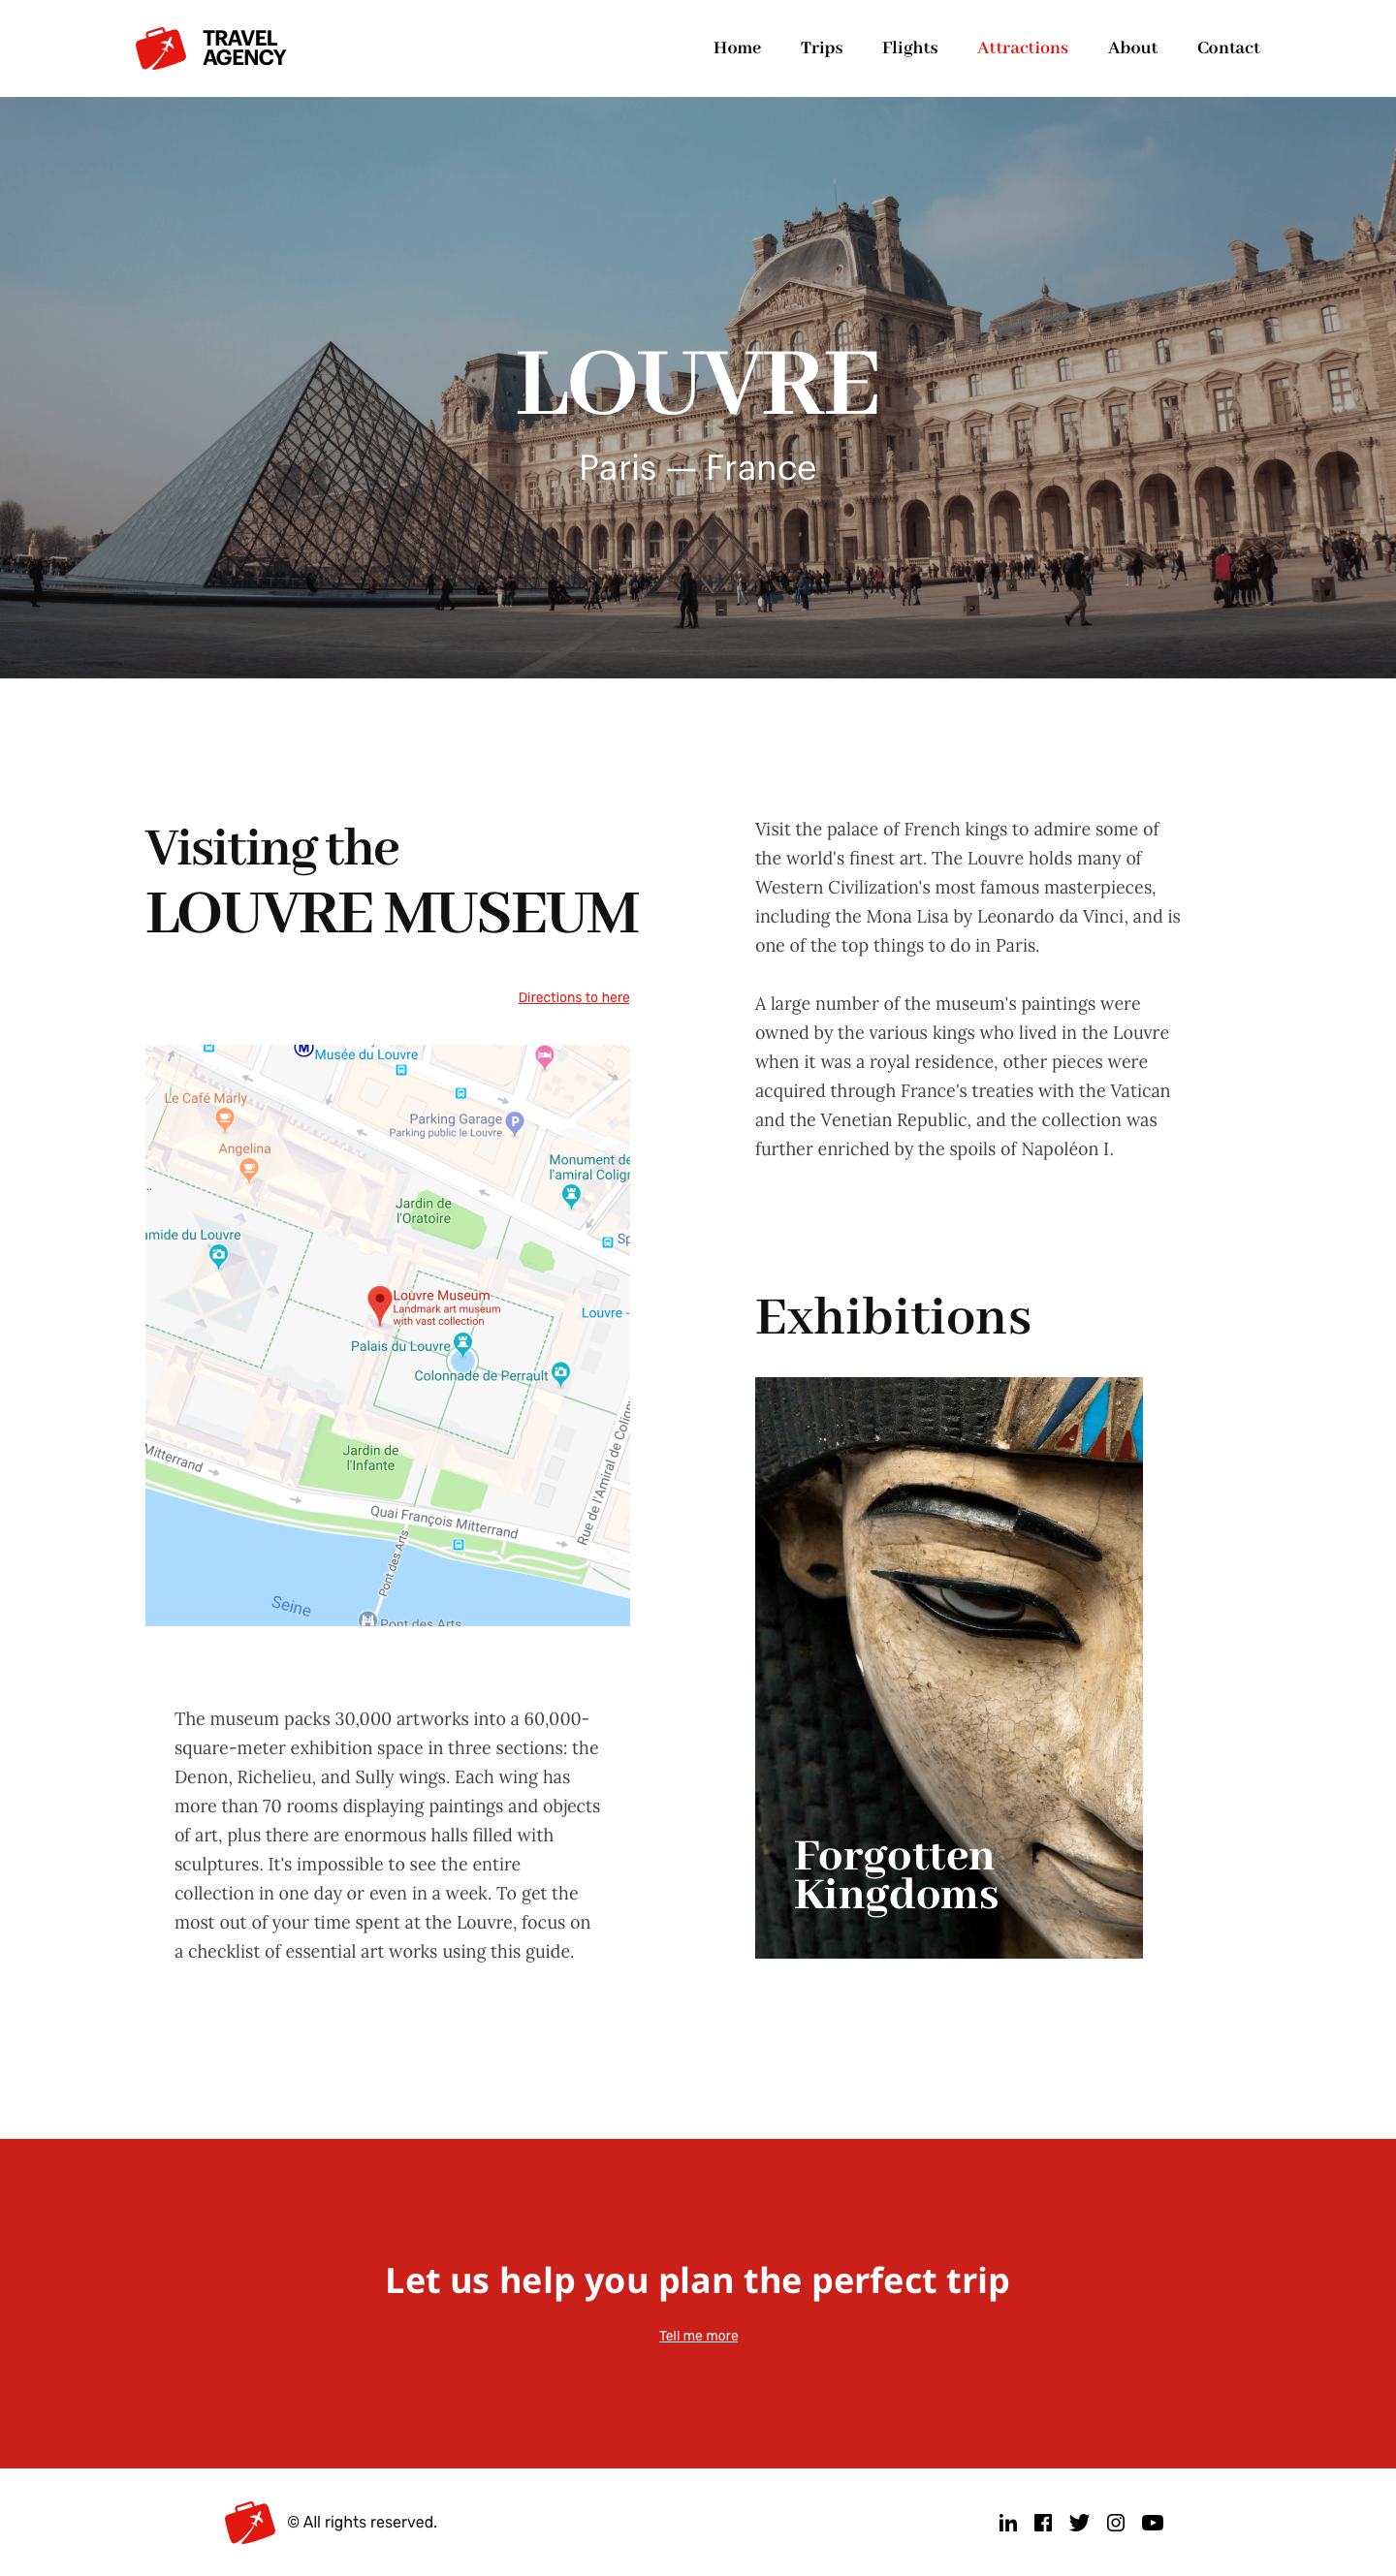 TRAVEL
AGENCY
Home Trips Flights Attractions About Contact
LOUVRE
Paris — France
Visiting the
LOUVRE MUSEUM
Directions to here
Musée du Louvre
Le Café Marly
Parking Garage
Parking public le Louvre
Angelina
Monument de
l'amiral Colign
Jardin de
l'Oratoire
amide du Louvre
Sp
Louvre Museum
Landmark art museum
with vast collection
Louvre -
Palais du Louvre
Colonnade de Perrault
Jardin de
l'Infante
Mitterrand
Quai François Mitterrand
Rue de l'Amiral de Coligny
Pont des Arts
Seine
Pont des Arts
The museum packs 30,000 artworks into a 60,000-
square-meter exhibition space in three sections: the
Denon, Richelieu, and Sully wings. Each wing has
more than 70 rooms displaying paintings and objects
of art, plus there are enormous halls filled with
sculptures. It's impossible to see the entire
collection in one day or even in a week. To get the
most out of your time spent at the Louvre, focus on
a checklist of essential art works using this guide.
Visit the palace of French kings to admire some of
the world's finest art. The Louvre holds many of
Western Civilization's most famous masterpieces,
including the Mona Lisa by Leonardo da Vinci, and is
one of the top things to do in Paris.
A large number of the museum's paintings were
owned by the various kings who lived in the Louvre
when it was a royal residence, other pieces were
acquired through France's treaties with the Vatican
and the Venetian Republic, and the collection was
further enriched by the spoils of Napoléon I.
Exhibitions
Forgotten
Kingdoms
Let us help you plan the perfect trip
Tell me more
© All rights reserved.